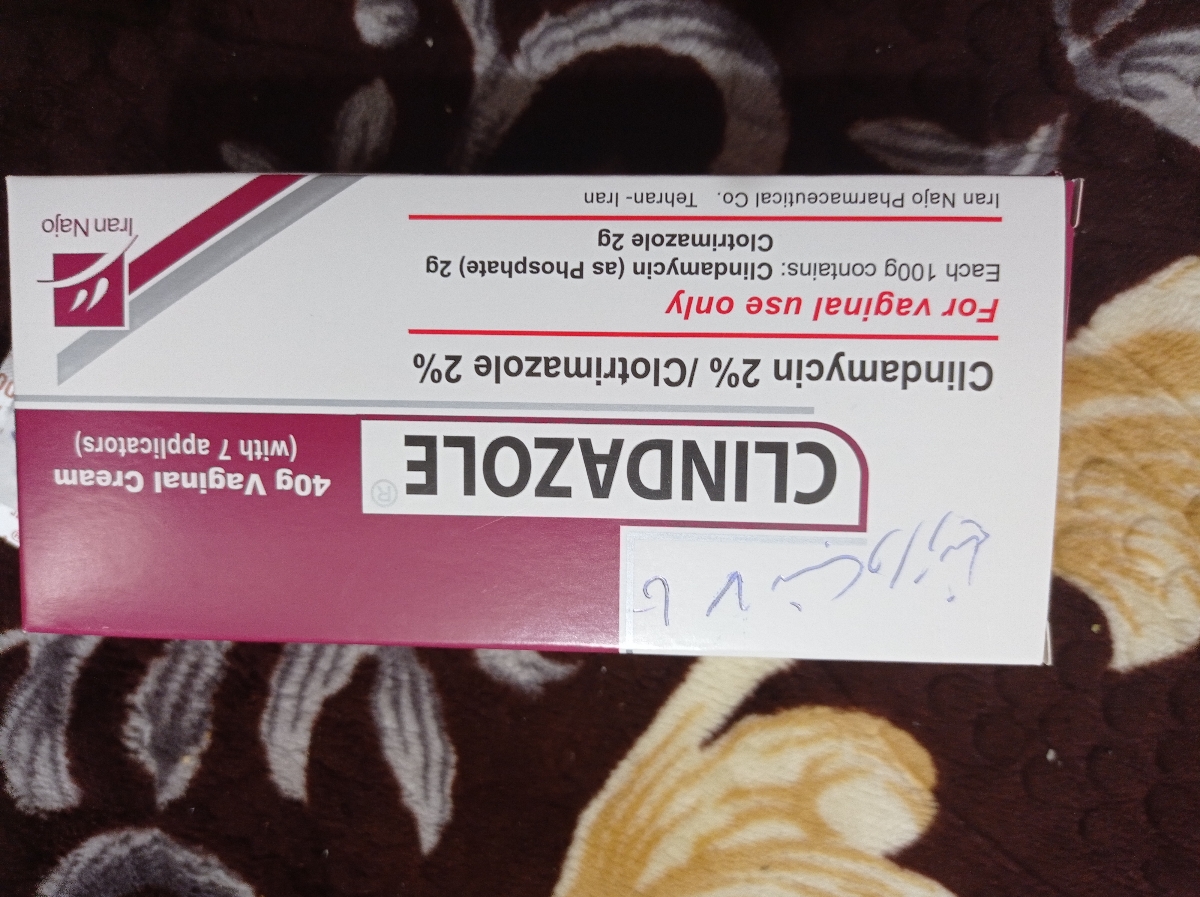 CLINDAZOLE®
40g Vaginal Cream
(with 7 applicators)
Clindamycin 2% / Clotrimazole 2%
For vaginal use only
Each 100g contains: Clindamycin (as Phosphate) 2g
Clotrimazole 2g
Iran Najo Pharmaceutical Co. Tehran- Iran
Iran Najo